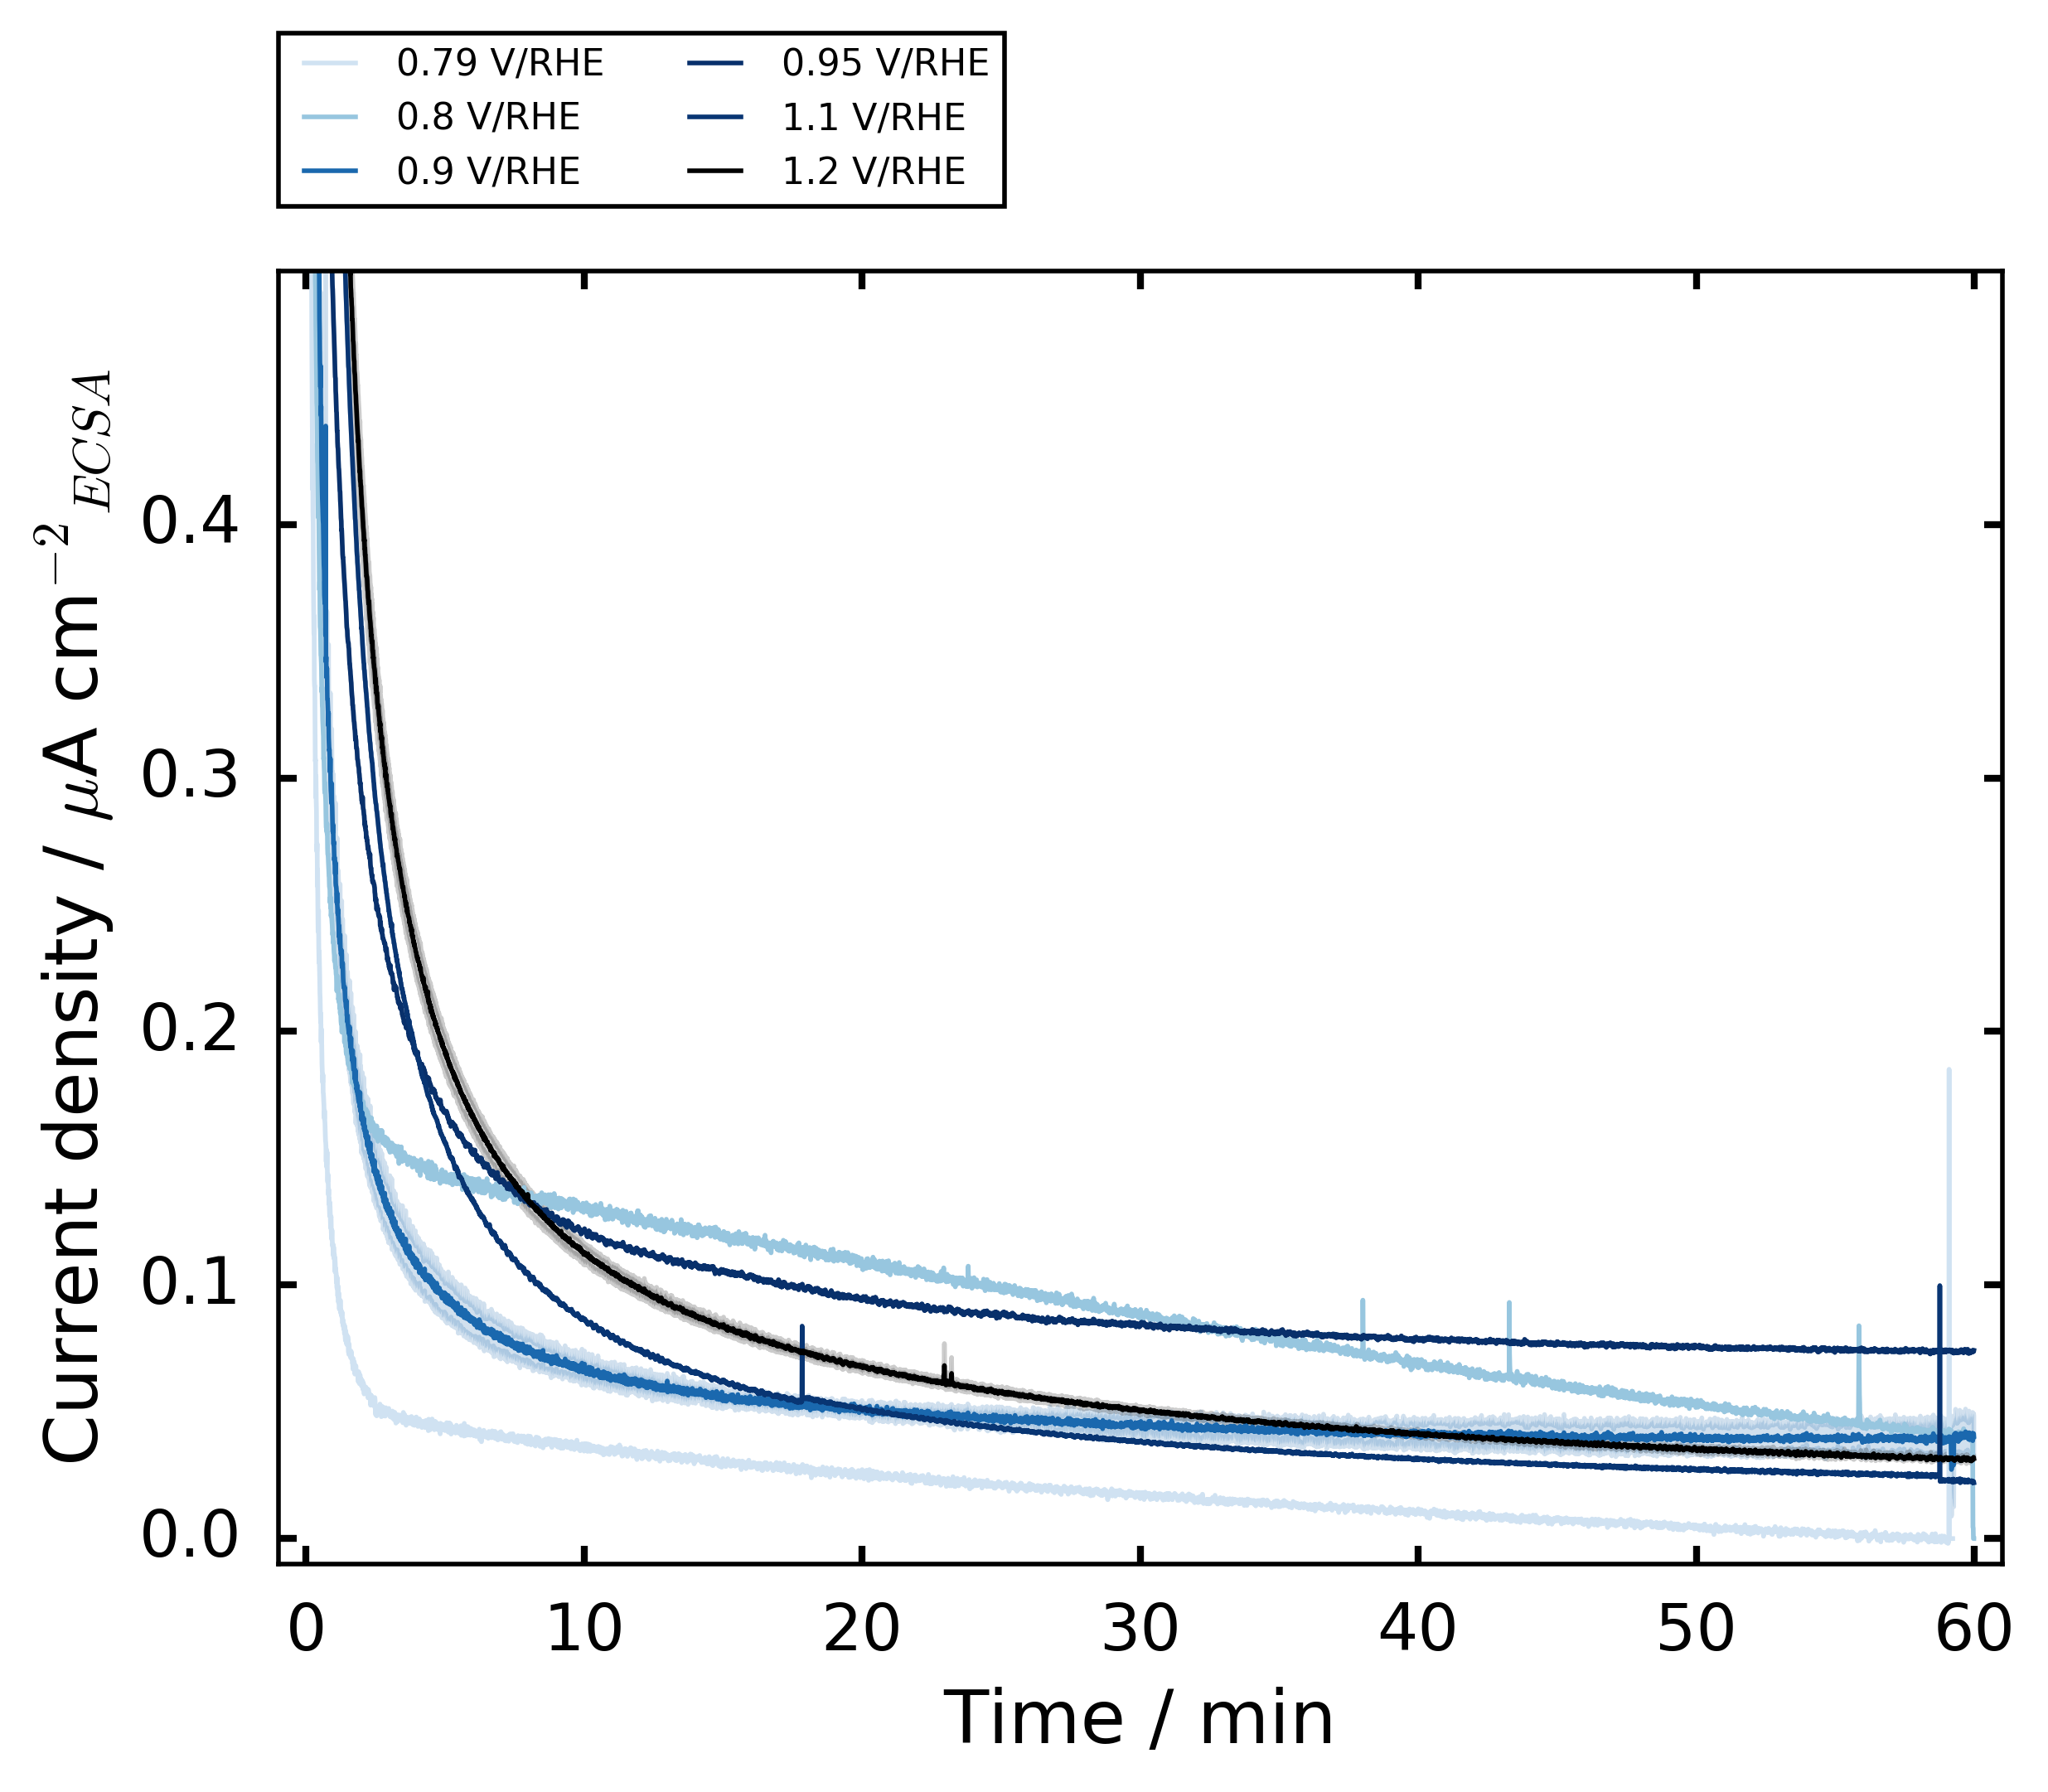 0.79 V/RHE
0.8 V/RHE
0.9 V/RHE
0.95 V/RHE
1.1 V/RHE
1.2 V/RHE
Current density / μA cm⁻²ECSA
0.4
0.3
0.2
0.1
0.0
0 10 20 30 40 50 60
Time / min